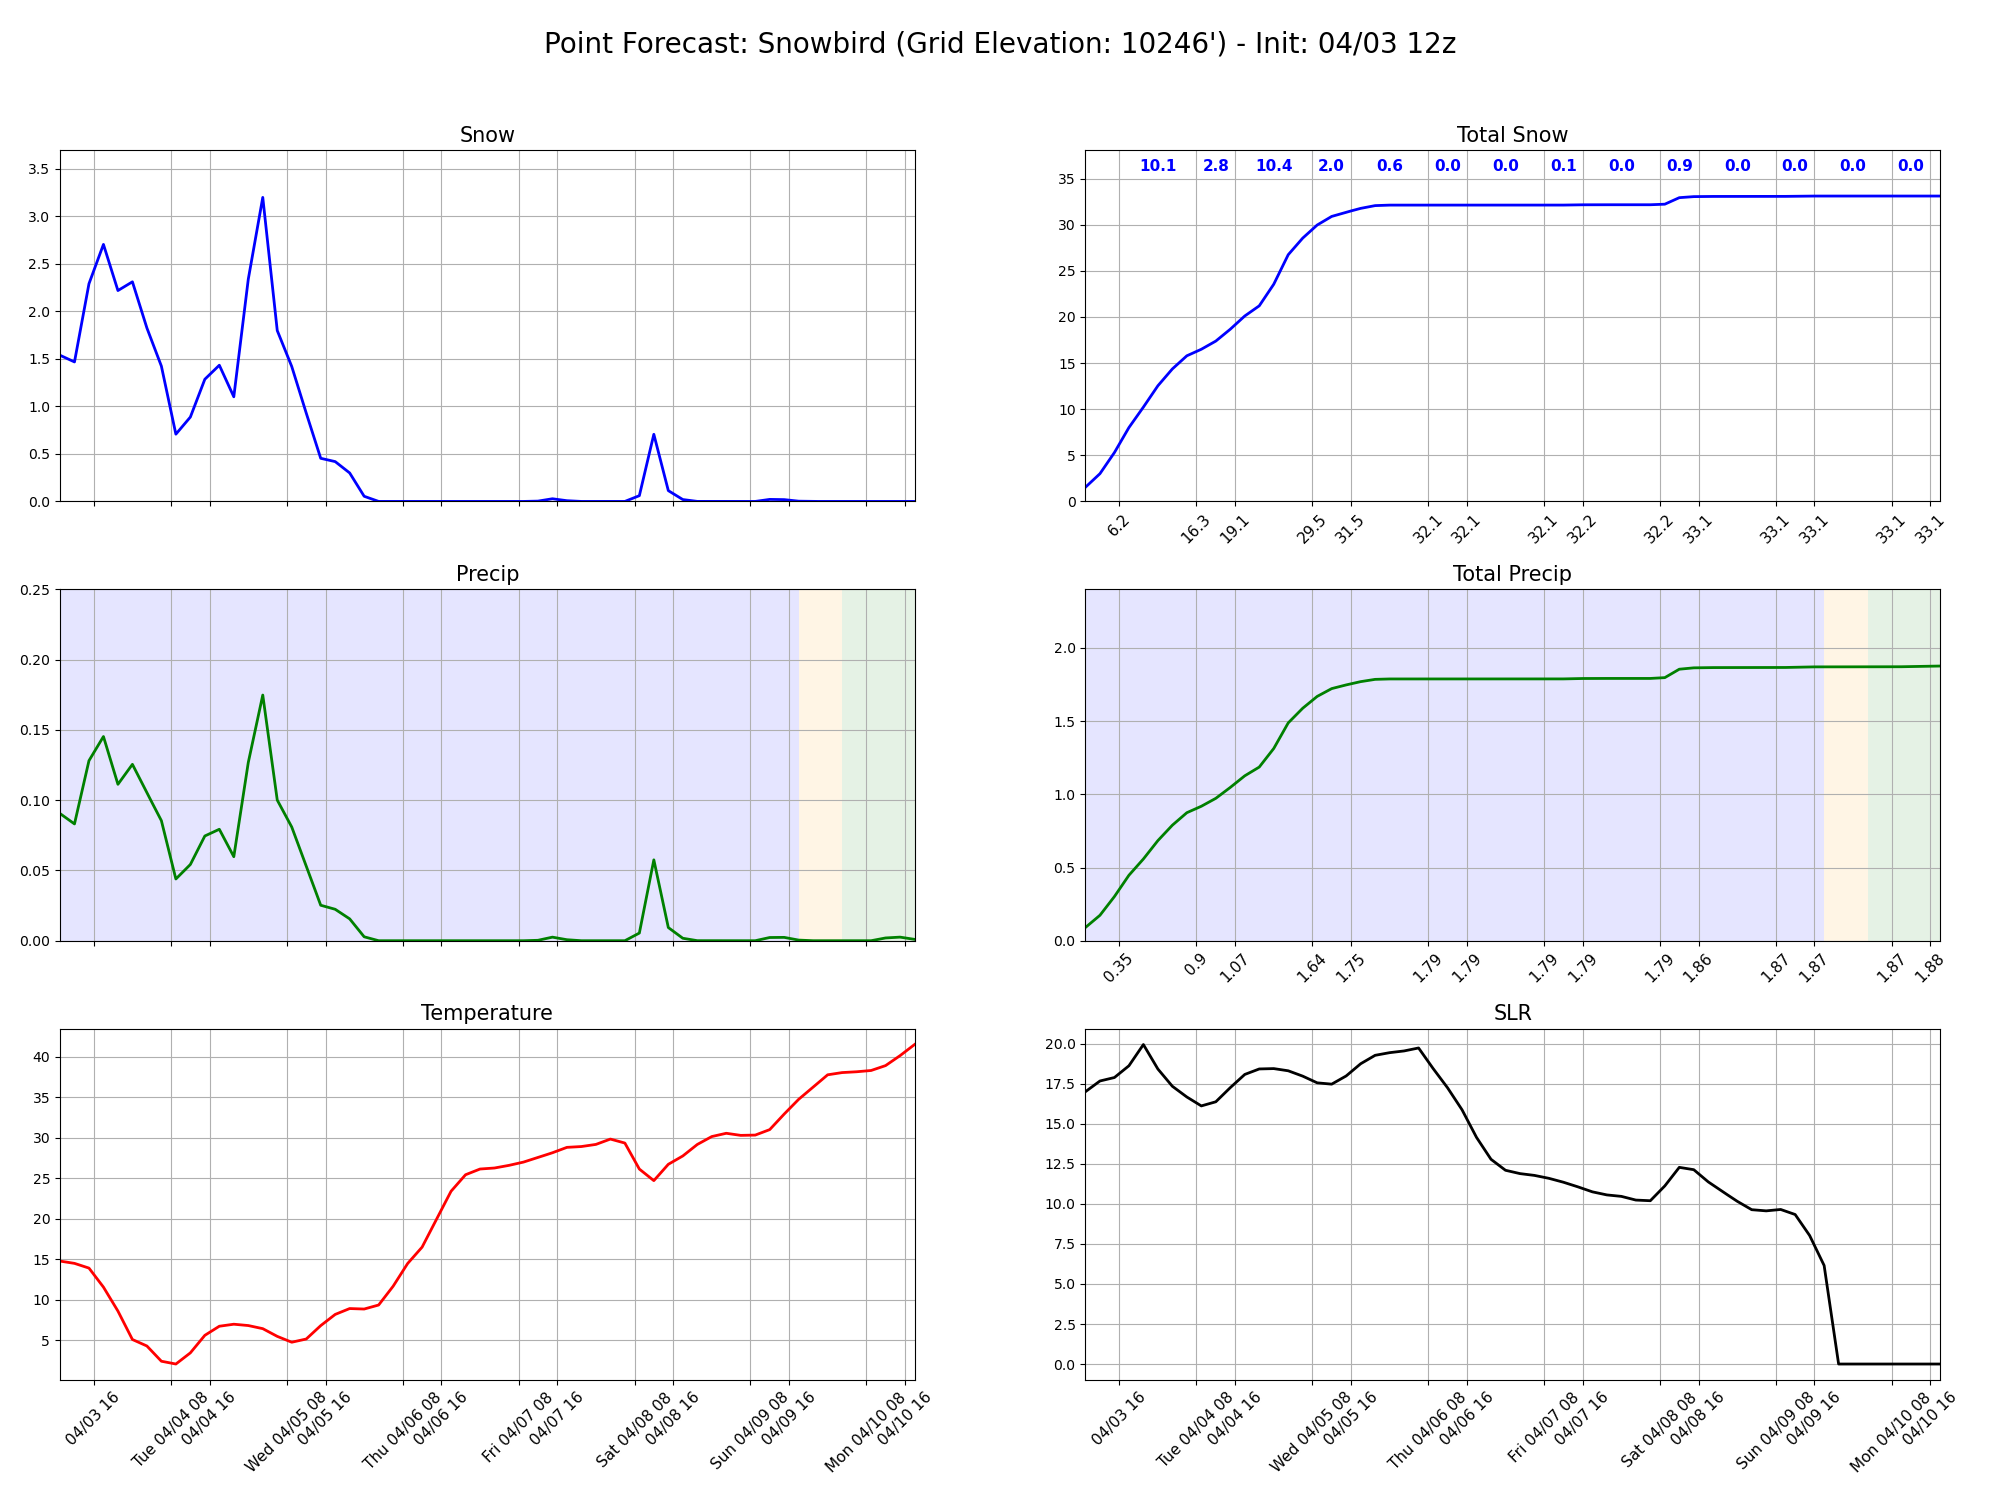 Point Forecast: Snowbird (Grid Elevation: 10246') - Init: 04/03 12z
Snow
3.5
3.0
2.5
2.0
1.5
1.0
0.5
0.0
Total Snow
10.1 2.8 10.4 2.0 0.6 0.0 0.0 0.1 0.0 0.9 0.0 0.0 0.0 0.0
35
30
25
20
15
10
5
0
6.2 16.3 19.1 29.5 31.5 32.1 32.1 32.1 32.2 32.2 33.1 33.1 33.1 33.1 33.1
Precip
0.25
0.20
0.15
0.10
0.05
0.00
Total Precip
2.0
1.5
1.0
0.5
0.0
0.35 0.9 1.07 1.64 1.75 1.79 1.79 1.79 1.79 1.79 1.86 1.87 1.87 1.87 1.88
Temperature
40
35
30
25
20
15
10
5
04/03 16
Tue 04/04 08
04/04 16
Wed 04/05 08
04/05 16
Thu 04/06 08
04/06 16
Fri 04/07 08
04/07 16
Sat 04/08 08
04/08 16
Sun 04/09 08
04/09 16
Mon 04/10 08
04/10 16
SLR
20.0
17.5
15.0
12.5
10.0
7.5
5.0
2.5
0.0
04/03 16
Tue 04/04 08
04/04 16
Wed 04/05 08
04/05 16
Thu 04/06 08
04/06 16
Fri 04/07 08
04/07 16
Sat 04/08 08
04/08 16
Sun 04/09 08
04/09 16
Mon 04/10 08
04/10 16